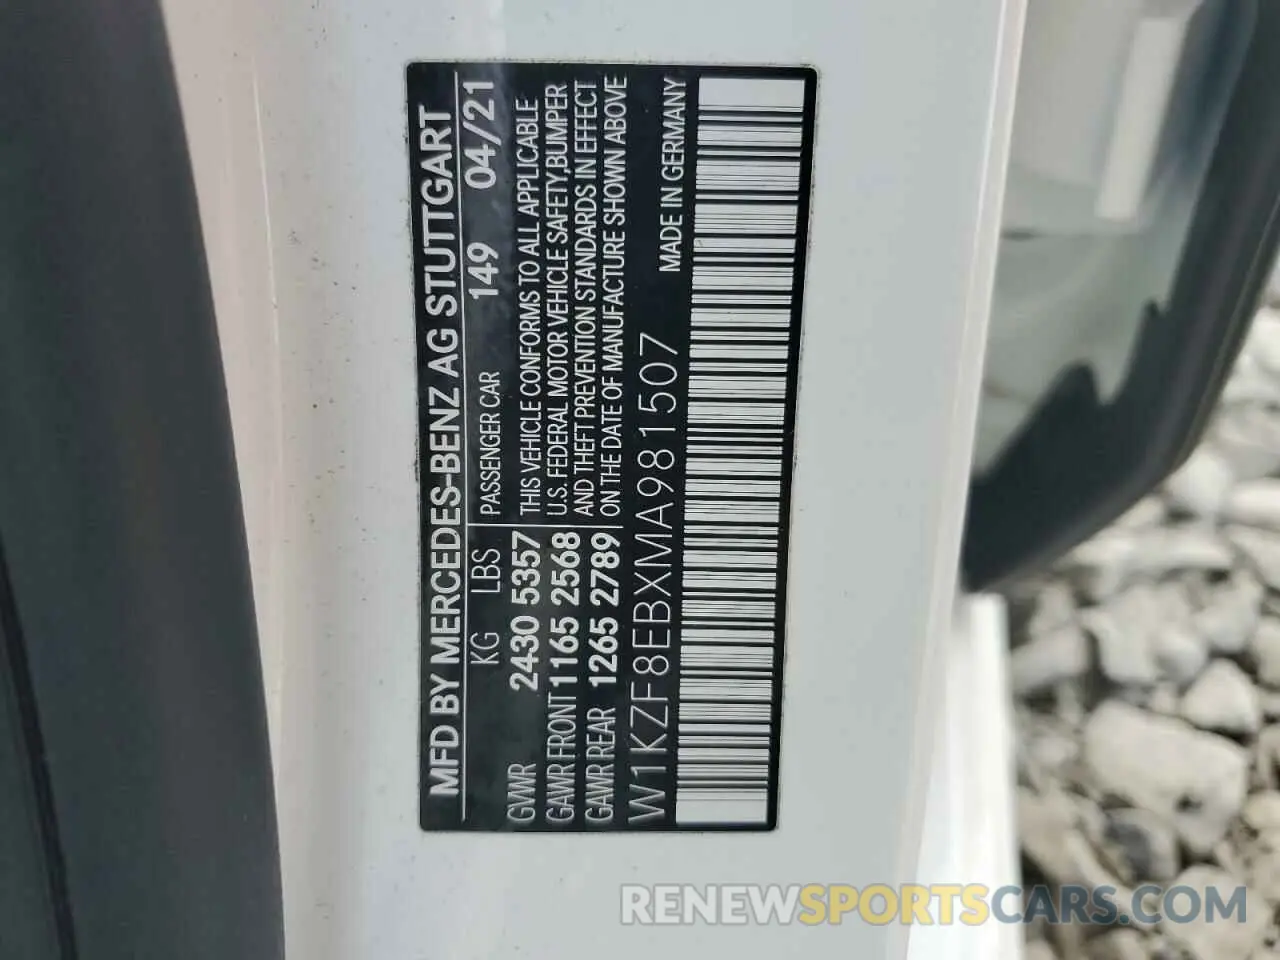 MFD BY MERCEDES-BENZ AG STUTTGART
KG LBS PASSENGER CAR 149 04/21
GVWR 2430 5357 THIS VEHICLE CONFORMS TO ALL APPLICABLE
GAWR FRONT 1165 2568 U.S. FEDERAL MOTOR VEHICLE SAFETY,BUMPER
GAWR REAR 1265 2789 AND THEFT PREVENTION STANDARDS IN EFFECT
ON THE DATE OF MANUFACTURE SHOWN ABOVE
W1KZF8EBXMA981507 MADE IN GERMANY
RENEWSPORTSCARS.COM